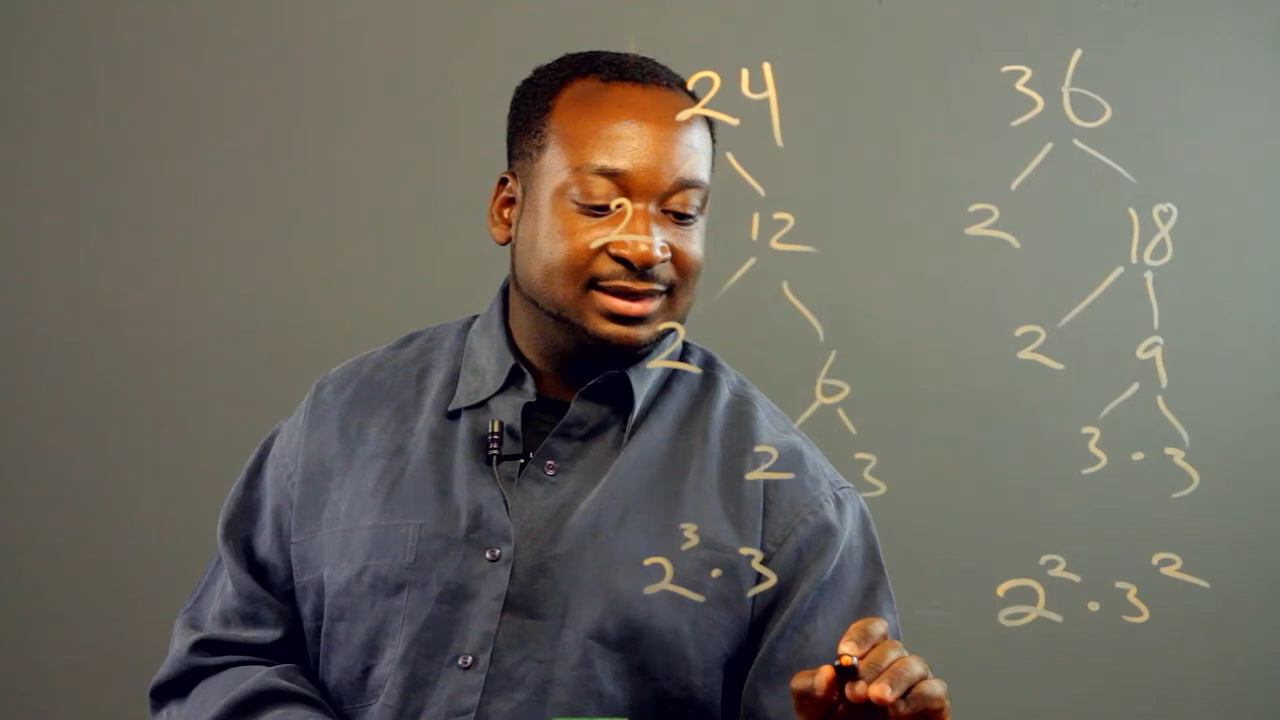 24 36
2 12 2 18
2 6 2 9
2 3 3 · 3
2³ · 3 2² · 3²